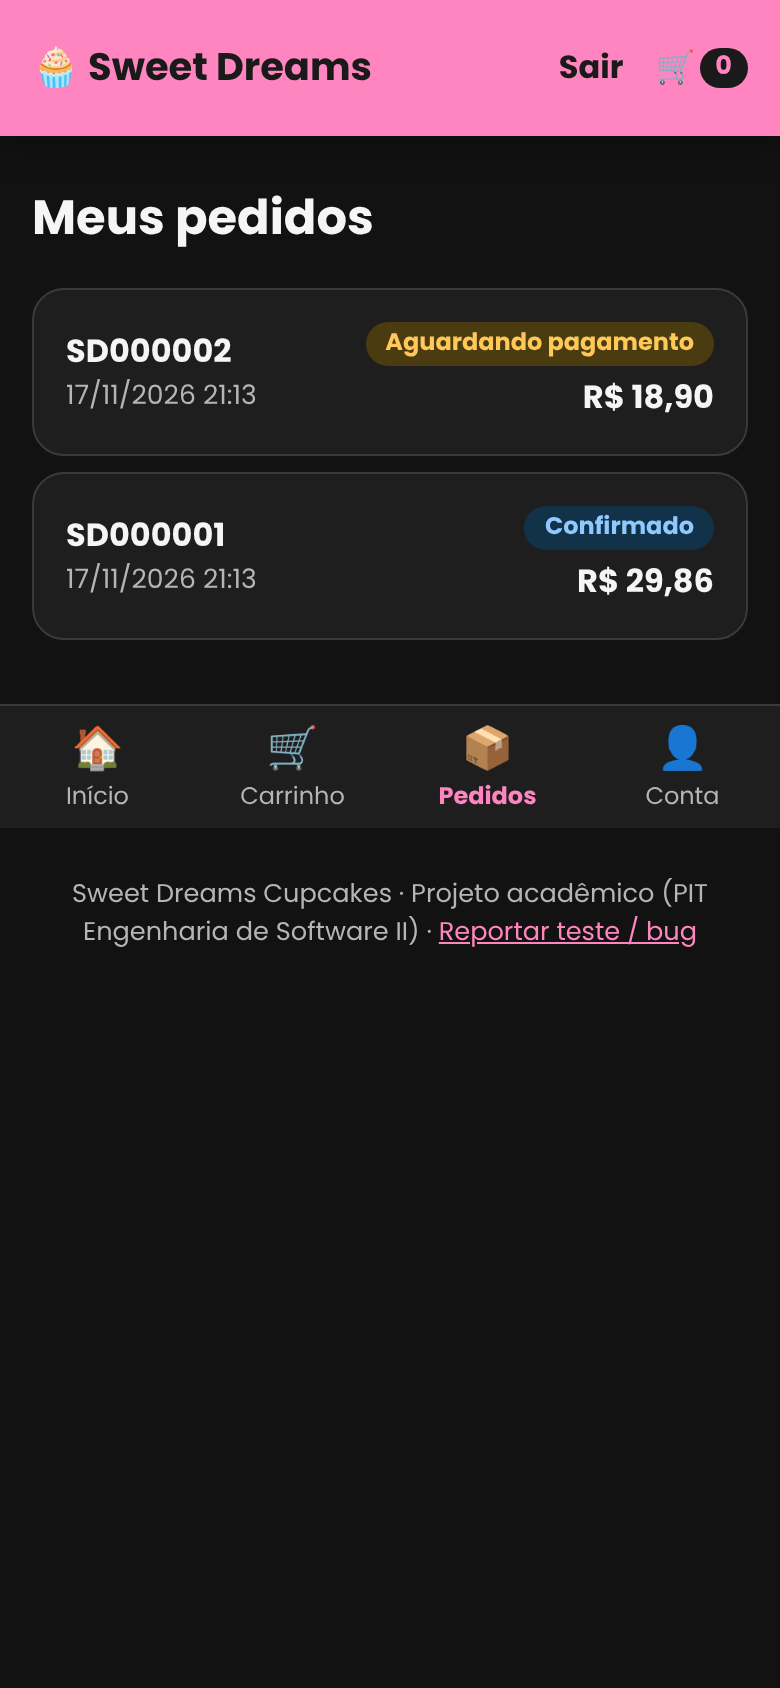 Sweet Dreams
Sair
0
Meus pedidos
SD000002
Aguardando pagamento
17/11/2026 21:13
R$ 18,90
SD000001
Confirmado
17/11/2026 21:13
R$ 29,86
Início
Carrinho
Pedidos
Conta
Sweet Dreams Cupcakes · Projeto acadêmico (PIT
Engenharia de Software II) · Reportar teste / bug